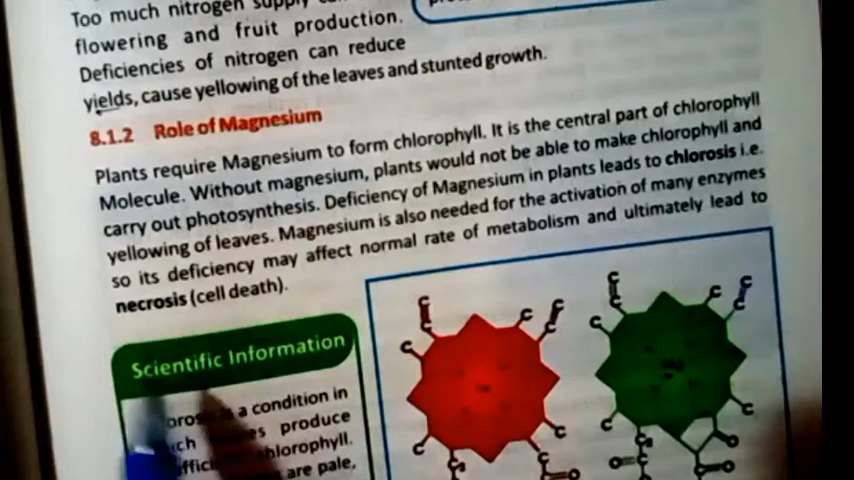 Too much nitrogen supply
flowering and fruit production.
Deficiencies of nitrogen can reduce
yields, cause yellowing of the leaves and stunted growth.
8.1.2 Role of Magnesium
Plants require Magnesium to form chlorophyll. It is the central part of chlorophyll
Molecule. Without magnesium, plants would not be able to make chlorophyll and
carry out photosynthesis. Deficiency of Magnesium in plants leads to chlorosis i.e.
yellowing of leaves. Magnesium is also needed for the activation of many enzymes
so its deficiency may affect normal rate of metabolism and ultimately lead to
necrosis (cell death).
Scientific Information
a condition in
produce
chlorophyll.
are pale,
C C C C C
C C C C
C C C C
C C C
C C O
O C C O
C O